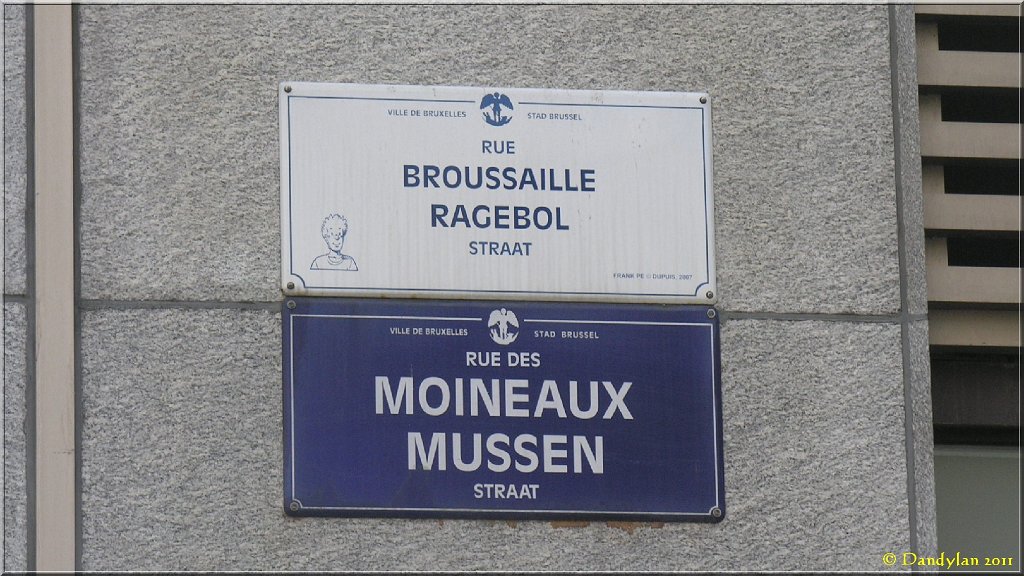 VILLE DE BRUXELLES STAD BRUSSEL
RUE
BROUSSAILLE
RAGEBOL
STRAAT
FRANK PE © DUPUIS, 2007
VILLE DE BRUXELLES STAD BRUSSEL
RUE DES
MOINEAUX
MUSSEN
STRAAT
© Dandylan 2011